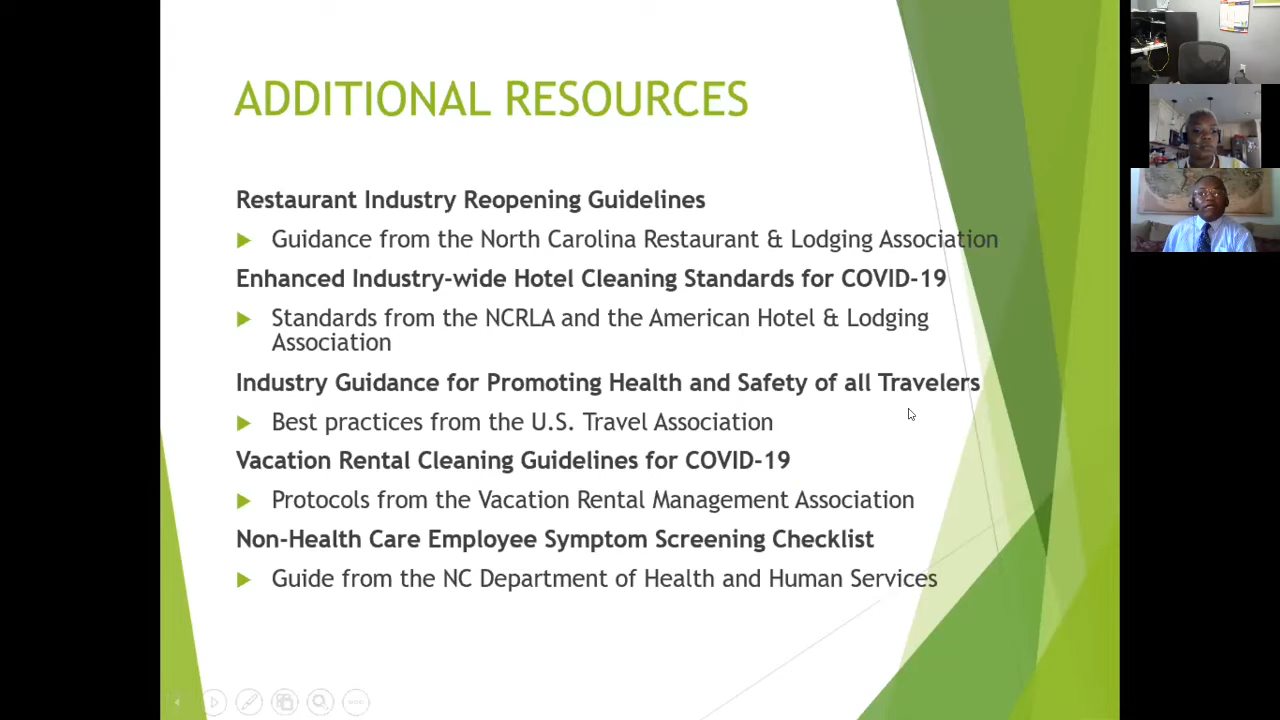 ADDITIONAL RESOURCES
Restaurant Industry Reopening Guidelines
Guidance from the North Carolina Restaurant & Lodging Association
Enhanced Industry-wide Hotel Cleaning Standards for COVID-19
Standards from the NCRLA and the American Hotel & Lodging
Association
Industry Guidance for Promoting Health and Safety of all Travelers
Best practices from the U.S. Travel Association
Vacation Rental Cleaning Guidelines for COVID-19
Protocols from the Vacation Rental Management Association
Non-Health Care Employee Symptom Screening Checklist
Guide from the NC Department of Health and Human Services